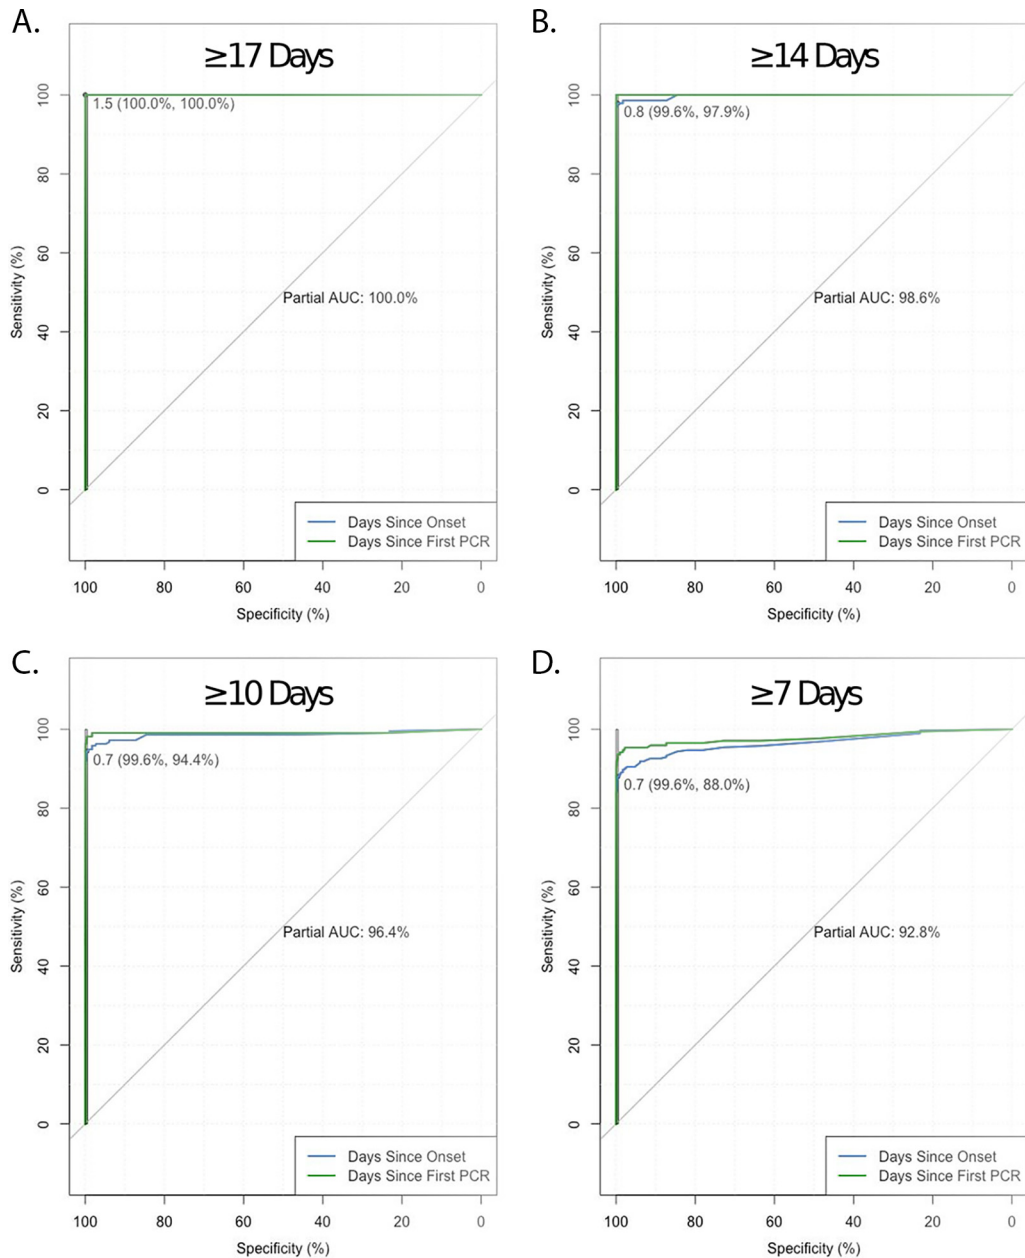 A.
≥17 Days
100
80
60
40
20
0
Sensitivity (%)
1.5 (100.0%, 100.0%)
Partial AUC: 100.0%
Days Since Onset
Days Since First PCR
100 80 60 40 20 0
Specificity (%)
B.
≥14 Days
100
80
60
40
20
0
Sensitivity (%)
0.8 (99.6%, 97.9%)
Partial AUC: 98.6%
Days Since Onset
Days Since First PCR
100 80 60 40 20 0
Specificity (%)
C.
≥10 Days
100
80
60
40
20
0
Sensitivity (%)
0.7 (99.6%, 94.4%)
Partial AUC: 96.4%
Days Since Onset
Days Since First PCR
100 80 60 40 20 0
Specificity (%)
D.
≥7 Days
100
80
60
40
20
0
Sensitivity (%)
0.7 (99.6%, 88.0%)
Partial AUC: 92.8%
Days Since Onset
Days Since First PCR
100 80 60 40 20 0
Specificity (%)